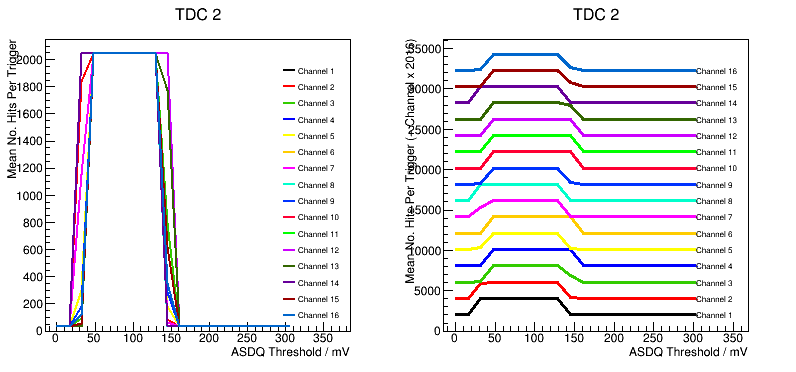 TDC 2
Mean No. Hits Per Trigger
2000
1800
1600
1400
1200
1000
800
600
400
200
0
Channel 1
Channel 2
Channel 3
Channel 4
Channel 5
Channel 6
Channel 7
Channel 8
Channel 9
Channel 10
Channel 11
Channel 12
Channel 13
Channel 14
Channel 15
Channel 16
0 50 100 150 200 250 300 350
ASDQ Threshold / mV
TDC 2
Mean No. Hits Per Trigger (+ Channel x 2016)
35000
30000
25000
20000
15000
10000
5000
0
Channel 16
Channel 15
Channel 14
Channel 13
Channel 12
Channel 11
Channel 10
Channel 9
Channel 8
Channel 7
Channel 6
Channel 5
Channel 4
Channel 3
Channel 2
Channel 1
0 50 100 150 200 250 300 350
ASDQ Threshold / mV